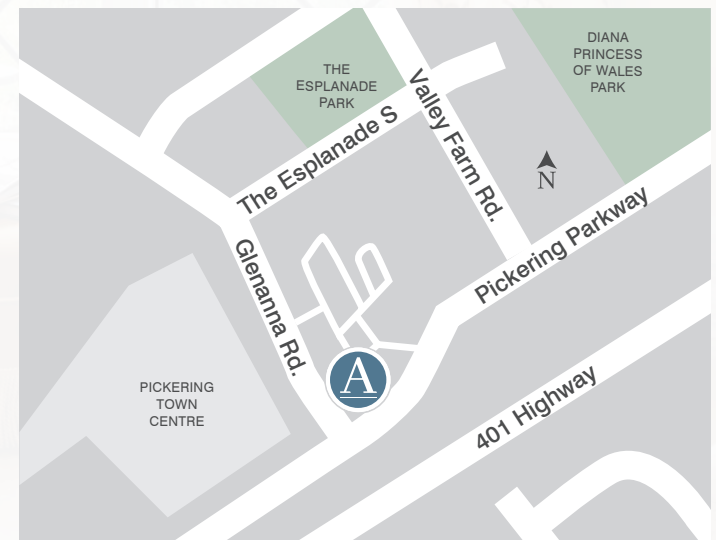 DIANA
PRINCESS
OF WALES
PARK
THE
ESPLANADE
PARK
Valley Farm Rd.
The Esplanade S
N
Pickering Parkway
Glenanna Rd.
A
PICKERING
TOWN
CENTRE
401 Highway